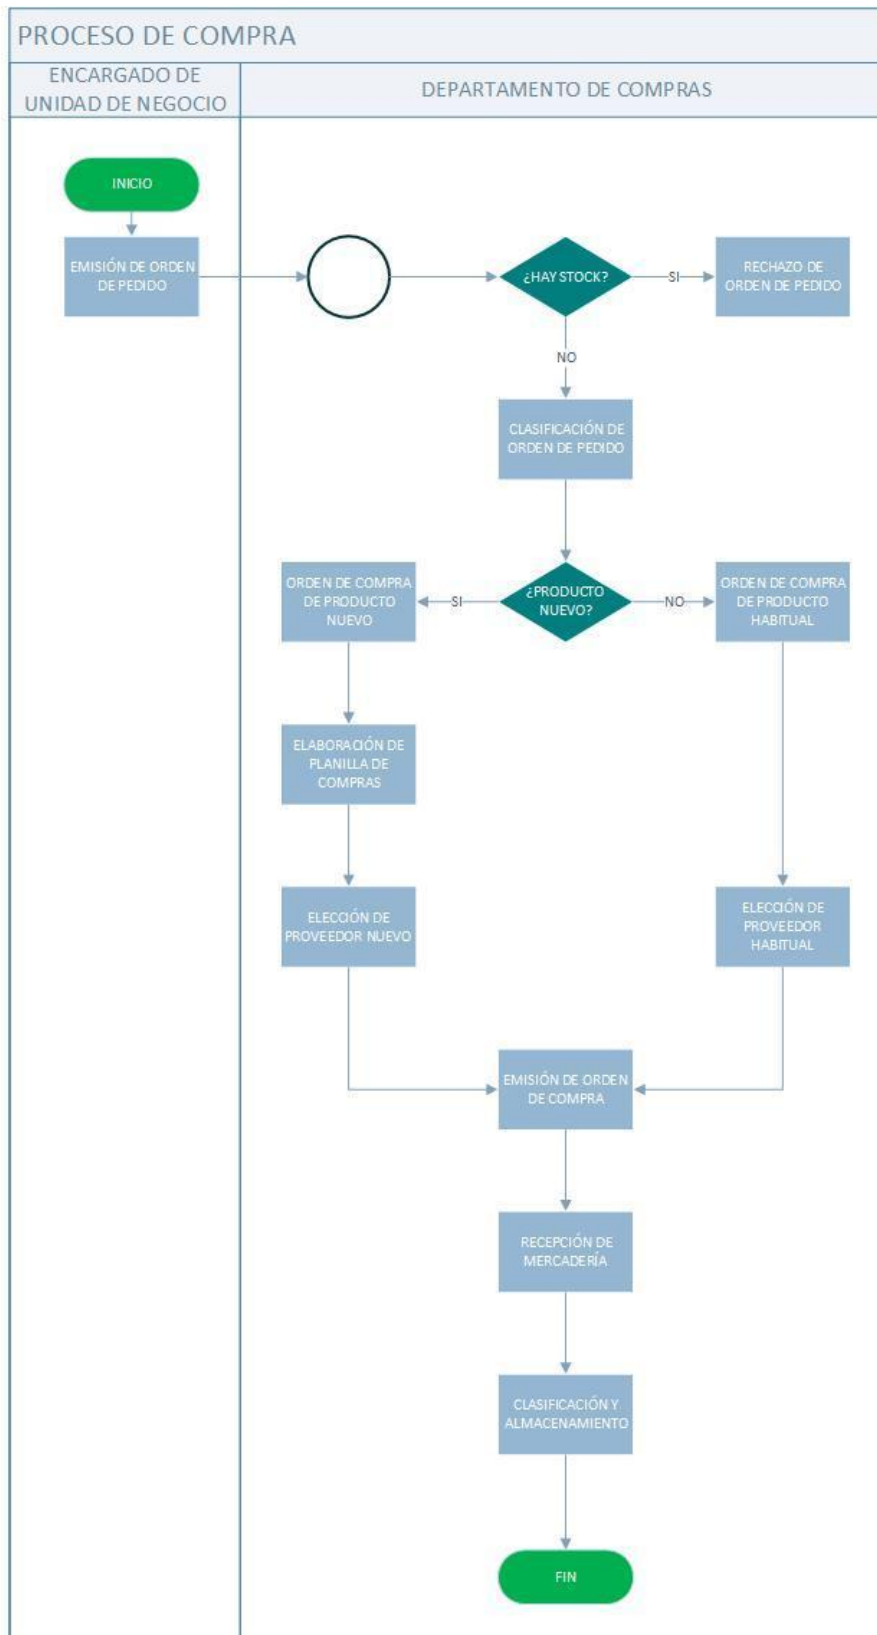 PROCESO DE COMPRA
ENCARGADO DE
UNIDAD DE NEGOCIO
DEPARTAMENTO DE COMPRAS
INICIO
EMISIÓN DE ORDEN
DE PEDIDO
¿HAY STOCK?
SI
RECHAZO DE
ORDEN DE PEDIDO
NO
CLASIFICACIÓN DE
ORDEN DE PEDIDO
ORDEN DE COMPRA
DE PRODUCTO
NUEVO
SI
¿PRODUCTO
NUEVO?
NO
ORDEN DE COMPRA
DE PRODUCTO
HABITUAL
ELABORACIÓN DE
PLANILLA DE
COMPRAS
ELECCIÓN DE
PROVEEDOR NUEVO
ELECCIÓN DE
PROVEEDOR
HABITUAL
EMISIÓN DE ORDEN
DE COMPRA
RECEPCIÓN DE
MERCADERÍA
CLASIFICACIÓN Y
ALMACENAMIENTO
FIN